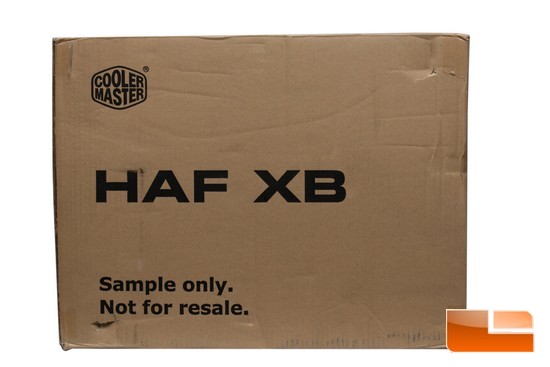 COOLER
MASTER®
HAF XB
Sample only.
Not for resale.